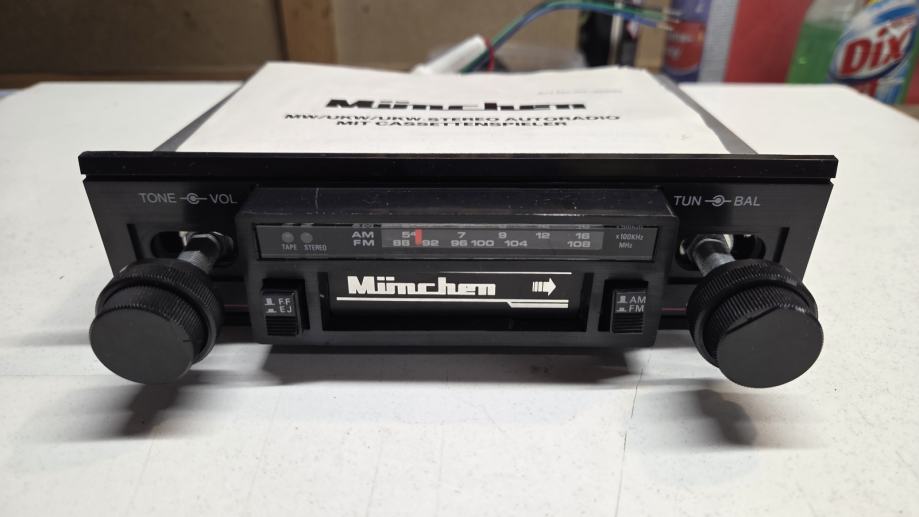 München
MW/UKW/UKW-STEREO AUTORADIO
MIT CASSETTENSPIELER
Dix
TONE VOL
TUN BAL
TAPE STEREO
AM 54 7 9 12 16
FM 88 92 96 100 104 108
x100KHz
MHz
München
FF
EJ
AM
FM